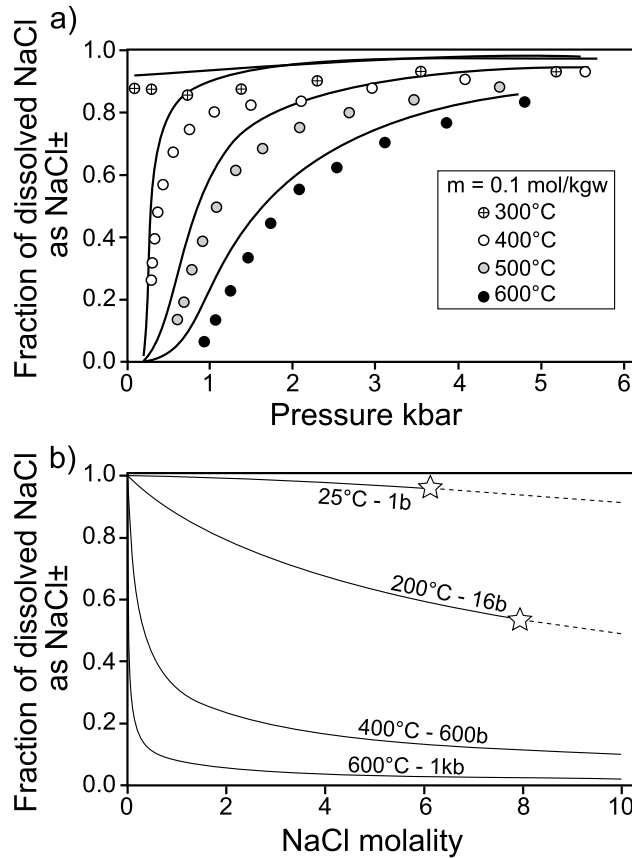 a)
Fraction of dissolved NaCl
as NaCl±
1.0
0.8
0.6
0.4
0.2
0.0
m = 0.1 mol/kgw
300°C
400°C
500°C
600°C
0 1 2 3 4 5 6
Pressure kbar
b)
Fraction of dissolved NaCl
as NaCl±
1.0
0.8
0.6
0.4
0.2
0.0
25°C - 1b
200°C - 16b
400°C - 600b
600°C - 1kb
0 2 4 6 8 10
NaCl molality